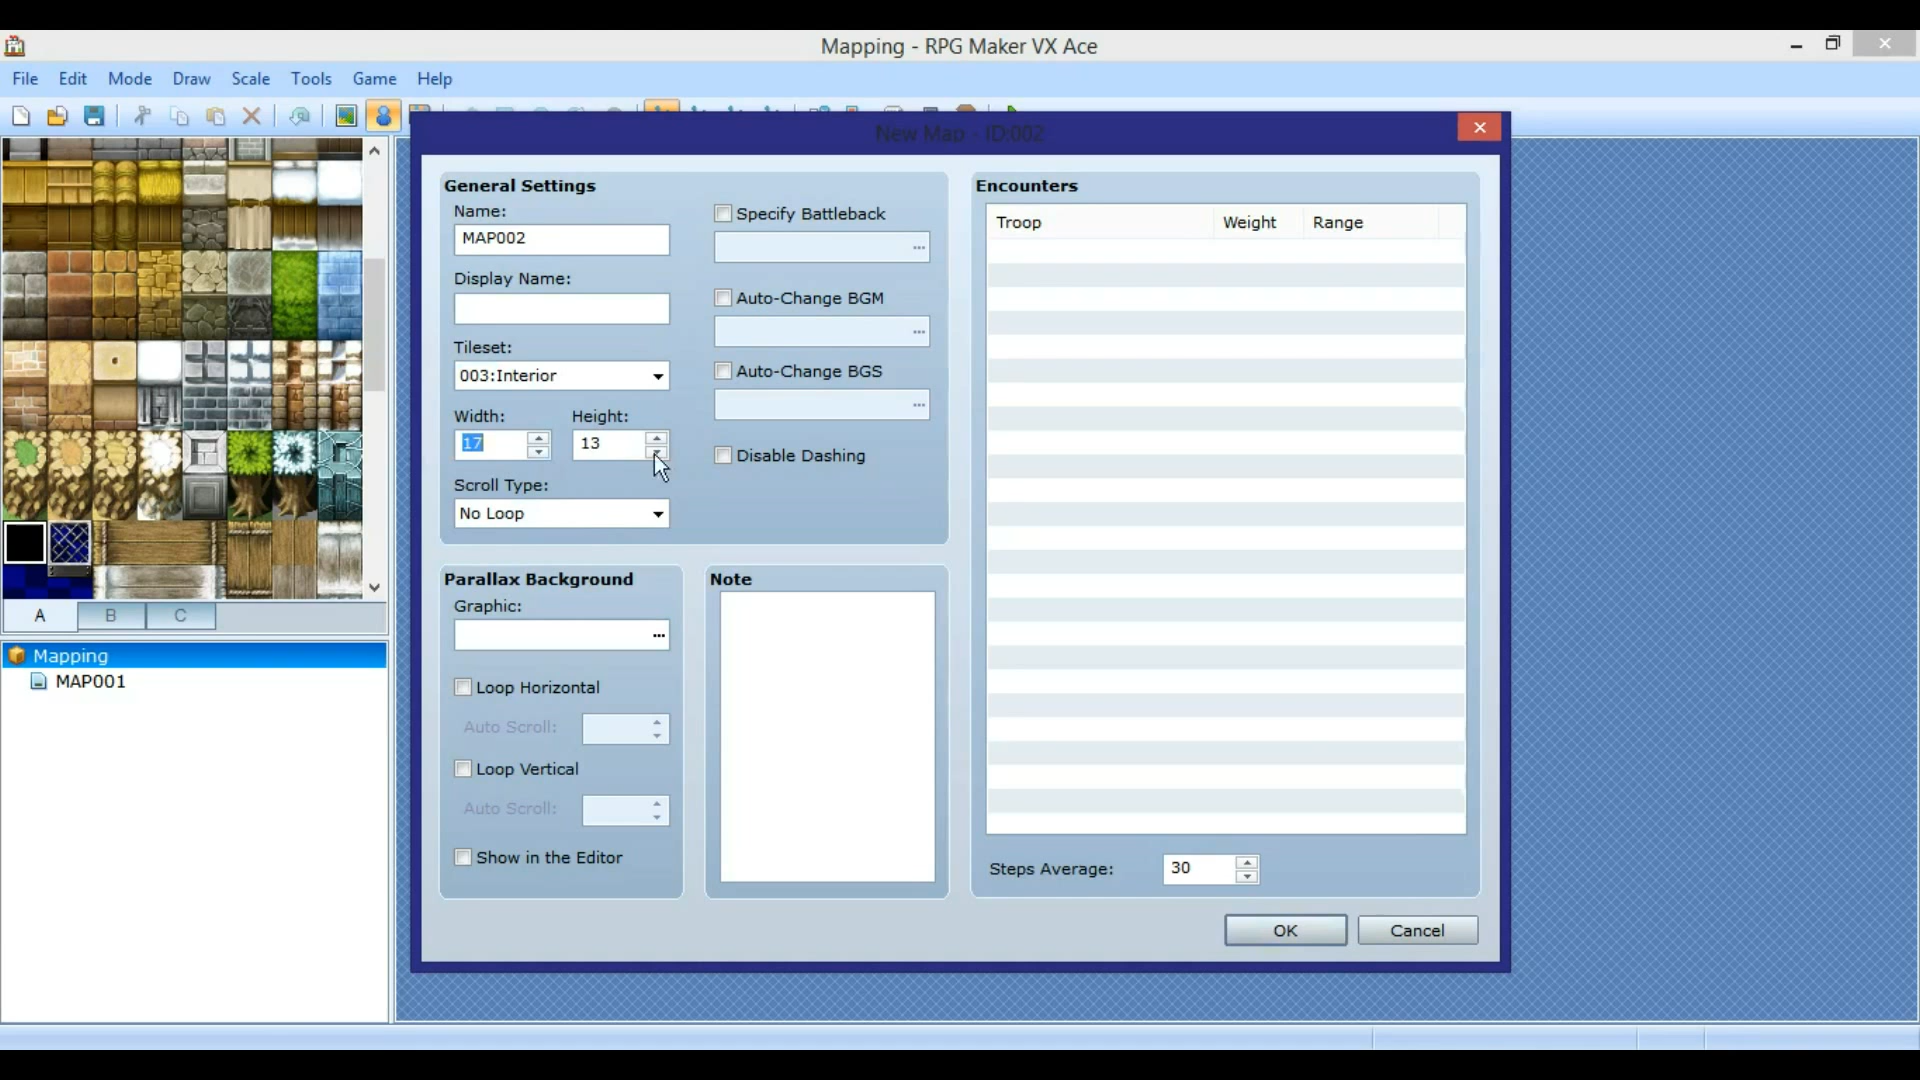 Mapping - RPG Maker VX Ace
File Edit Mode Draw Scale Tools Game Help
New Map - ID:002
General Settings
Name:
MAP002
Display Name:
Tileset:
003:Interior
Width: Height:
17 13
Scroll Type:
No Loop
Specify Battleback
...
Auto-Change BGM
...
Auto-Change BGS
...
Disable Dashing
Encounters
Troop Weight Range
Steps Average: 30
Parallax Background
Graphic:
...
Loop Horizontal
Auto Scroll:
Loop Vertical
Auto Scroll:
Show in the Editor
Note
OK Cancel
A B C
Mapping
MAP001